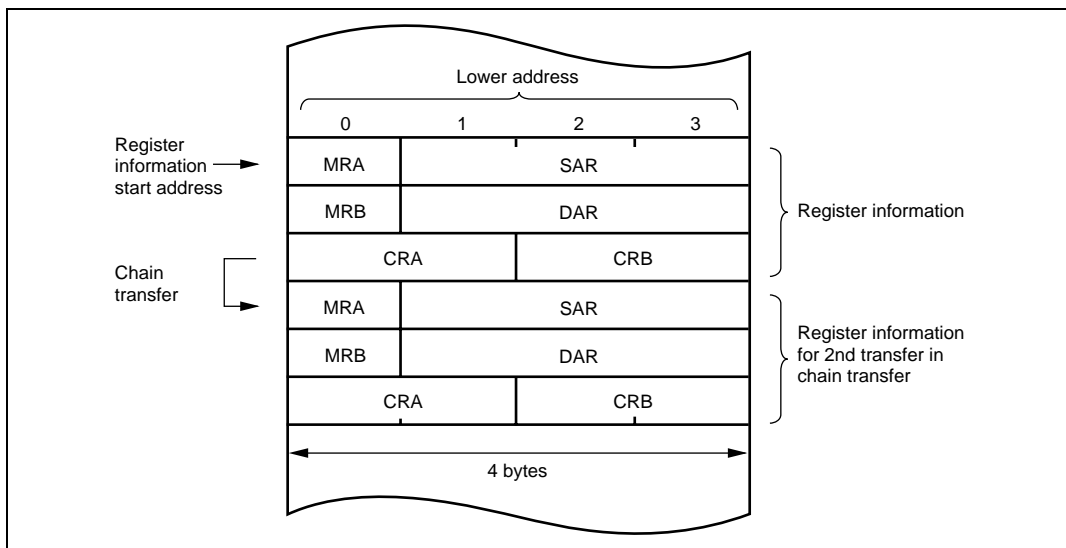 Lower address
0 1 2 3
Register
information
start address
MRA SAR
MRB DAR
Register information
CRA CRB
Chain
transfer
MRA SAR
MRB DAR
Register information
for 2nd transfer in
chain transfer
CRA CRB
4 bytes